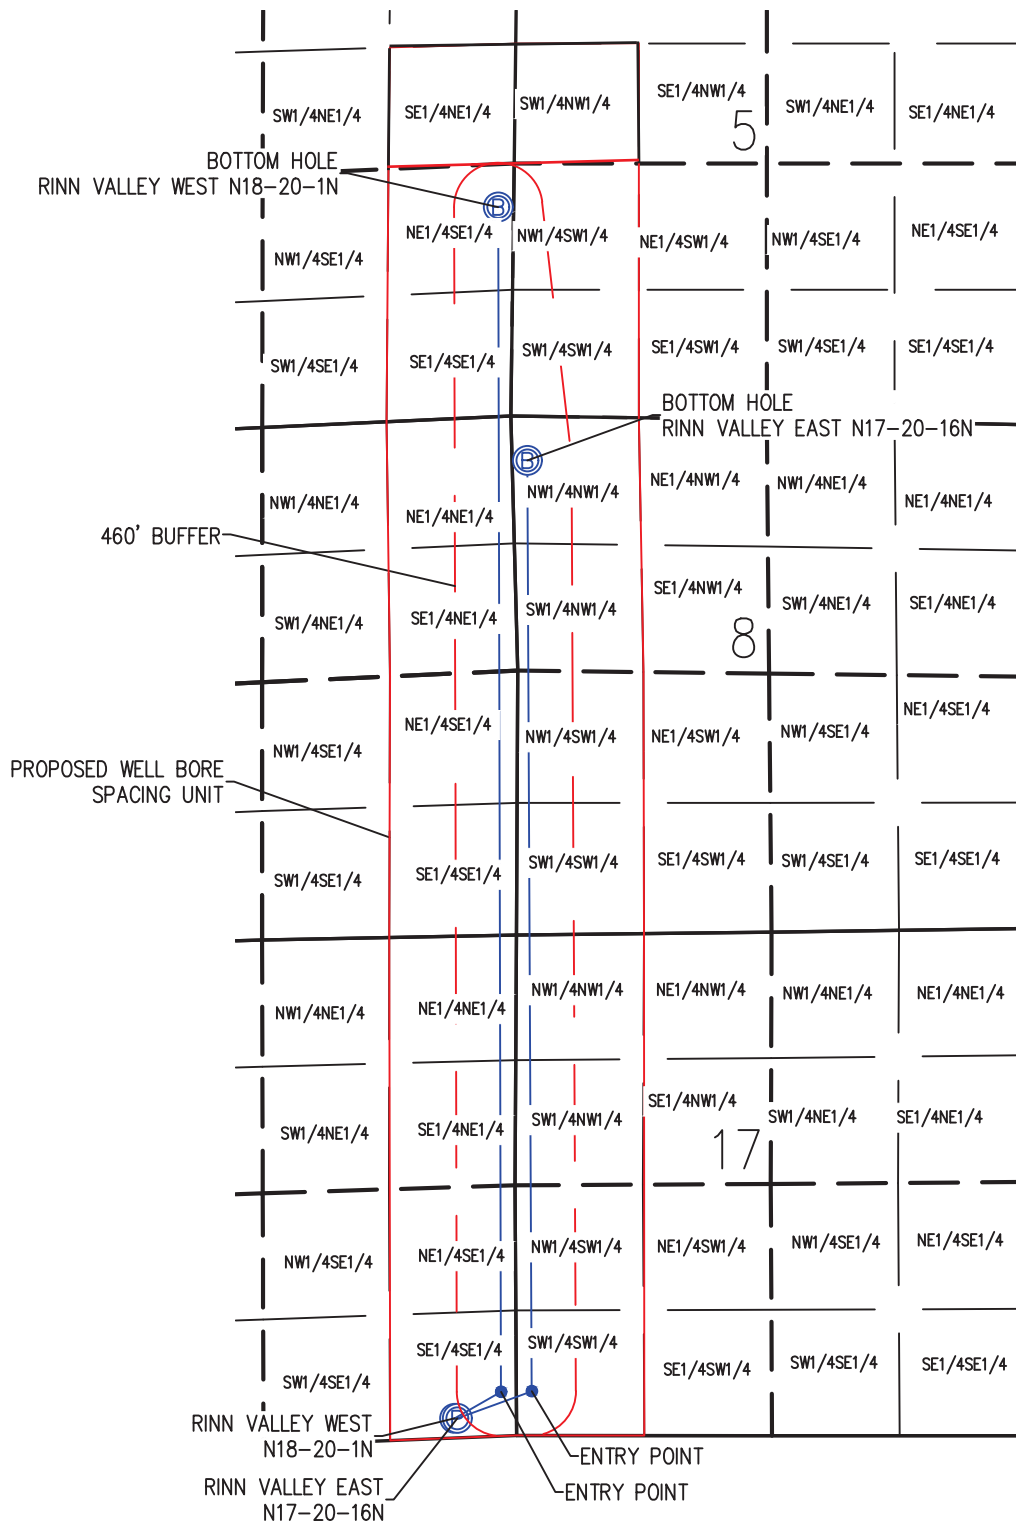 SW1/4NE1/4
SE1/4NE1/4
SW1/4NW1/4
SE1/4NW1/4
SW1/4NE1/4
SE1/4NE1/4
5
BOTTOM HOLE
RINN VALLEY WEST N18-20-1N
B
NW1/4SE1/4
NE1/4SE1/4
NW1/4SW1/4
NE1/4SW1/4
NW1/4SE1/4
NE1/4SE1/4
SW1/4SE1/4
SE1/4SE1/4
SW1/4SW1/4
SE1/4SW1/4
SW1/4SE1/4
SE1/4SE1/4
BOTTOM HOLE
RINN VALLEY EAST N17-20-16N
B
NW1/4NE1/4
NE1/4NE1/4
NW1/4NW1/4
NE1/4NW1/4
NW1/4NE1/4
NE1/4NE1/4
460' BUFFER
SW1/4NE1/4
SE1/4NE1/4
SW1/4NW1/4
SE1/4NW1/4
SW1/4NE1/4
SE1/4NE1/4
8
NW1/4SE1/4
NE1/4SE1/4
NW1/4SW1/4
NE1/4SW1/4
NW1/4SE1/4
NE1/4SE1/4
PROPOSED WELL BORE
SPACING UNIT
SW1/4SE1/4
SE1/4SE1/4
SW1/4SW1/4
SE1/4SW1/4
SW1/4SE1/4
SE1/4SE1/4
NW1/4NE1/4
NE1/4NE1/4
NW1/4NW1/4
NE1/4NW1/4
NW1/4NE1/4
NE1/4NE1/4
SW1/4NE1/4
SE1/4NE1/4
SW1/4NW1/4
SE1/4NW1/4
SW1/4NE1/4
SE1/4NE1/4
17
NW1/4SE1/4
NE1/4SE1/4
NW1/4SW1/4
NE1/4SW1/4
NW1/4SE1/4
NE1/4SE1/4
SW1/4SE1/4
SE1/4SE1/4
SW1/4SW1/4
SE1/4SW1/4
SW1/4SE1/4
SE1/4SE1/4
RINN VALLEY WEST
N18-20-1N
RINN VALLEY EAST
N17-20-16N
ENTRY POINT
ENTRY POINT